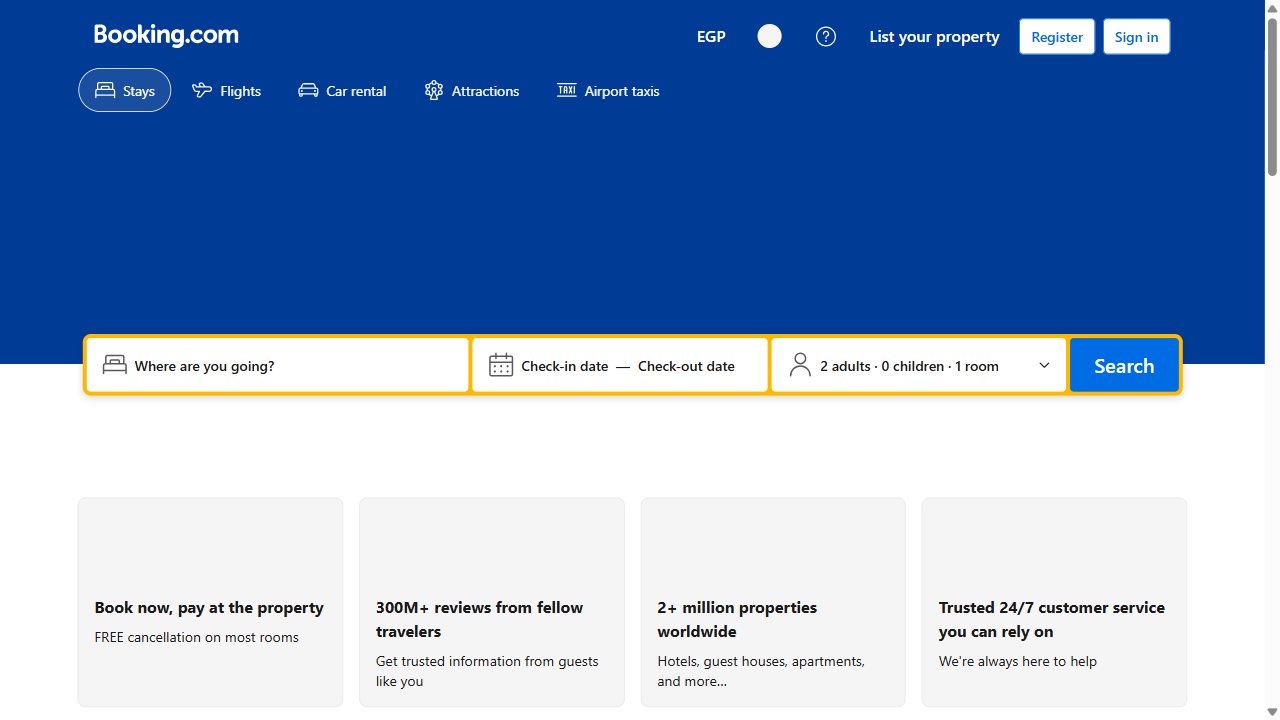 Booking.com
EGP
List your property
Register
Sign in
Stays
Flights
Car rental
Attractions
TAXI
Airport taxis
Where are you going?
Check-in date — Check-out date
2 adults · 0 children · 1 room
Search
Book now, pay at the property
FREE cancellation on most rooms
300M+ reviews from fellow
travelers
Get trusted information from guests
like you
2+ million properties
worldwide
Hotels, guest houses, apartments,
and more…
Trusted 24/7 customer service
you can rely on
We're always here to help